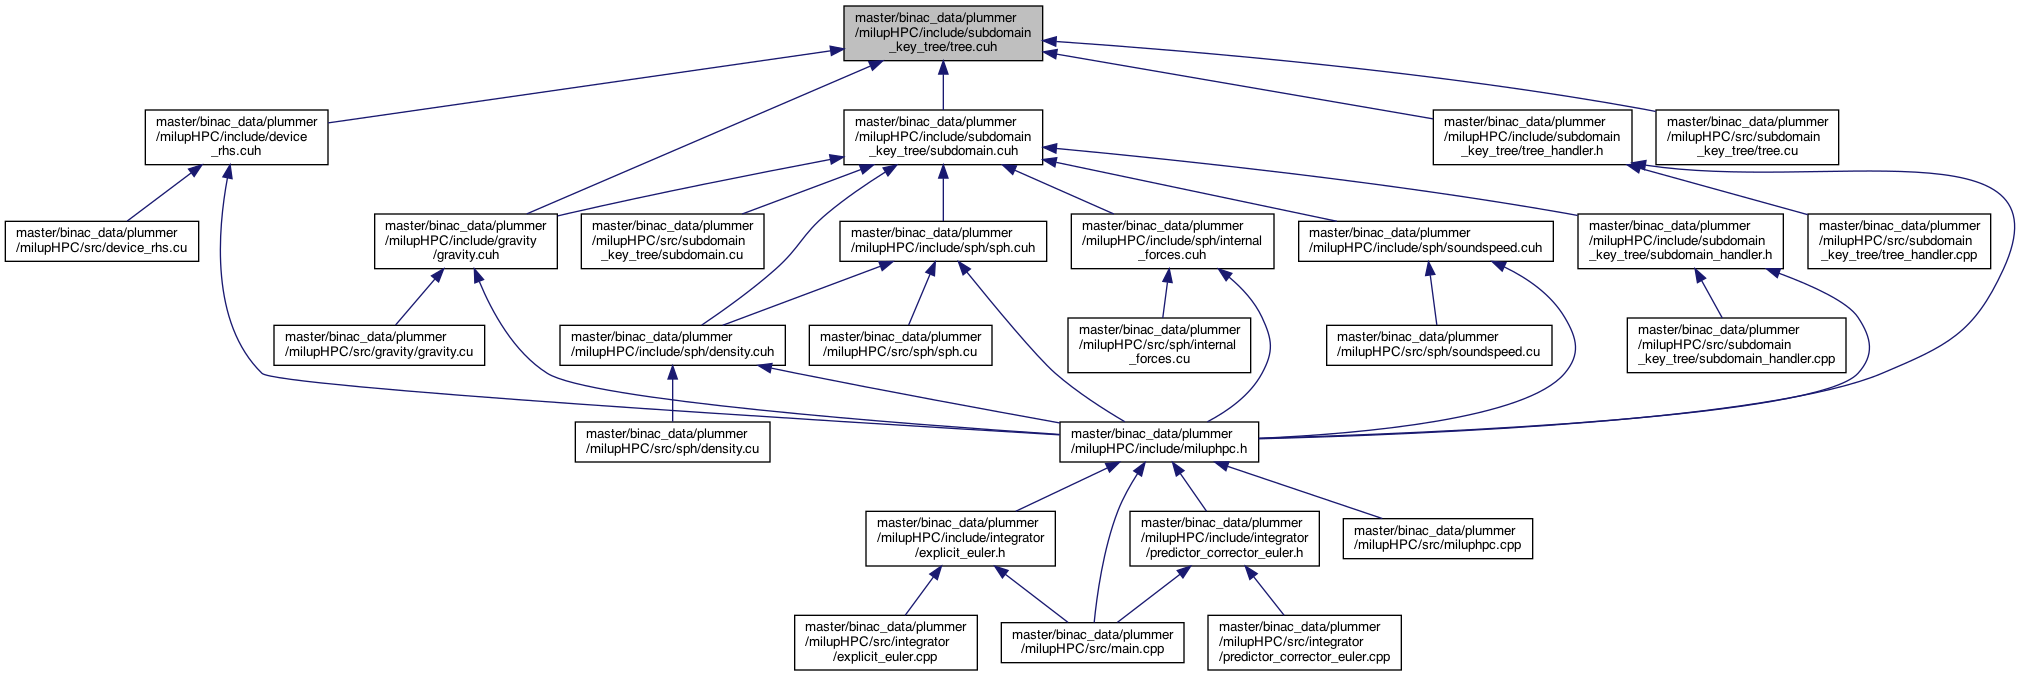 master/binac_data/plummer
/milupHPC/include/subdomain
_key_tree/tree.cuh
master/binac_data/plummer
/milupHPC/include/device
_rhs.cuh
master/binac_data/plummer
/milupHPC/include/subdomain
_key_tree/subdomain.cuh
master/binac_data/plummer
/milupHPC/include/subdomain
_key_tree/tree_handler.h
master/binac_data/plummer
/milupHPC/src/subdomain
_key_tree/tree.cu
master/binac_data/plummer
/milupHPC/src/device_rhs.cu
master/binac_data/plummer
/milupHPC/include/gravity
/gravity.cuh
master/binac_data/plummer
/milupHPC/src/subdomain
_key_tree/subdomain.cu
master/binac_data/plummer
/milupHPC/include/sph/sph.cuh
master/binac_data/plummer
/milupHPC/include/sph/internal
_forces.cuh
master/binac_data/plummer
/milupHPC/include/sph/soundspeed.cuh
master/binac_data/plummer
/milupHPC/include/subdomain
_key_tree/subdomain_handler.h
master/binac_data/plummer
/milupHPC/src/subdomain
_key_tree/tree_handler.cpp
master/binac_data/plummer
/milupHPC/src/gravity/gravity.cu
master/binac_data/plummer
/milupHPC/include/sph/density.cuh
master/binac_data/plummer
/milupHPC/src/sph/sph.cu
master/binac_data/plummer
/milupHPC/src/sph/internal
_forces.cu
master/binac_data/plummer
/milupHPC/src/sph/soundspeed.cu
master/binac_data/plummer
/milupHPC/src/subdomain
_key_tree/subdomain_handler.cpp
master/binac_data/plummer
/milupHPC/src/sph/density.cu
master/binac_data/plummer
/milupHPC/include/miluphpc.h
master/binac_data/plummer
/milupHPC/include/integrator
/explicit_euler.h
master/binac_data/plummer
/milupHPC/include/integrator
/predictor_corrector_euler.h
master/binac_data/plummer
/milupHPC/src/miluphpc.cpp
master/binac_data/plummer
/milupHPC/src/integrator
/explicit_euler.cpp
master/binac_data/plummer
/milupHPC/src/main.cpp
master/binac_data/plummer
/milupHPC/src/integrator
/predictor_corrector_euler.cpp